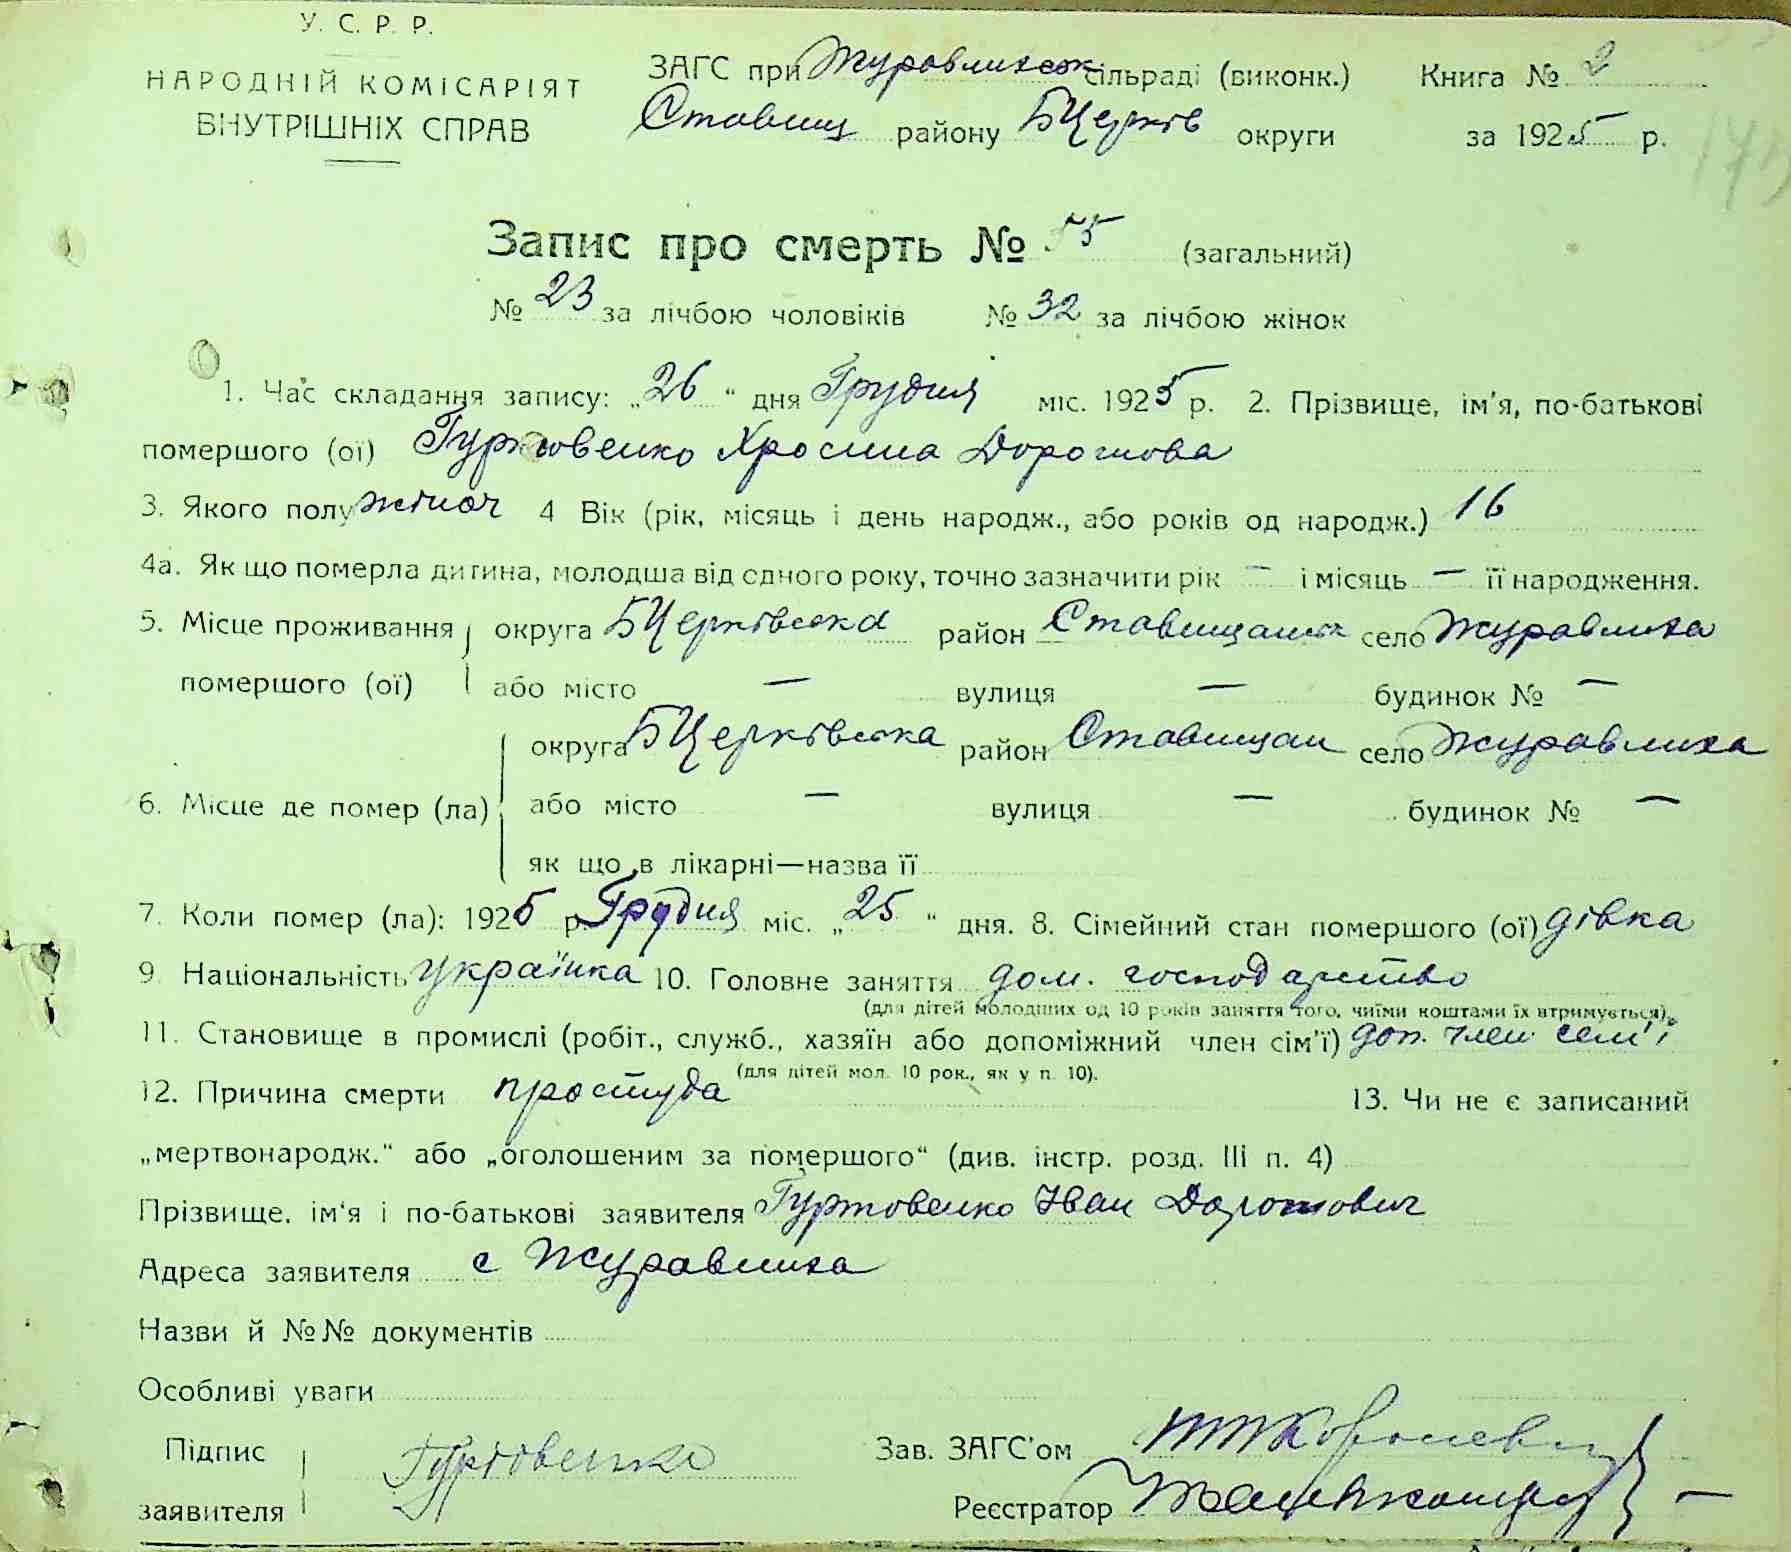 У. С. Р. Р.
НАРОДНІЙ КОМІСАРІЯТ
ВНУТРІШНІХ СПРАВ
ЗАГС при Журавлиськ сільраді (виконк.) Книга № 2
Ставищ району БЦерків округи за 1925 р.
Запис про смерть № 55 (загальний)
№ 23 за лічбою чоловіків № 32 за лічбою жінок
1. Час складання запису: „26" дня Грудня міс. 1925 р. 2. Прізвище, ім'я, по-батькові
помершого (ої) Гуртовенко Хросина Дорошова
3. Якого полу жіноч 4 Вік (рік, місяць і день народж., або років од народж.) 16
4а. Як що померла дитина, молодша від одного року, точно зазначити рік — і місяць — її народження.
5. Місце проживання округа БЦерківська район Ставищанськ село Журавлиха
помершого (ої) або місто — вулиця — будинок № —
округа БЦерківська район Ставищан село Журавлиха
6. Місце де помер (ла) або місто — вулиця — будинок № —
як що в лікарні—назва її
7. Коли помер (ла): 1925 р. Грудня міс. „25" дня. 8. Сімейний стан помершого (ої) дівка
9. Національність українка 10. Головне заняття дом. господарство
(для дітей молодших од 10 років заняття того, чиїми коштами їх втримується).
11. Становище в промислі (робіт., служб., хазяїн або допоміжний член сім'ї) доп. член семї
(для дітей мол. 10 рок., як у п. 10).
12. Причина смерти простуда 13. Чи не є записаний
„мертвонародж." або „оголошеним за помершого" (див. інстр. розд. III п. 4)
Прізвище, ім'я і по-батькові заявителя Гуртовенко Іван Дорошович
Адреса заявителя с Журавлиха
Назви й №№ документів
Особливі уваги
Підпис
заявителя Гуртовенко
Зав. ЗАГС'ом
Реєстратор